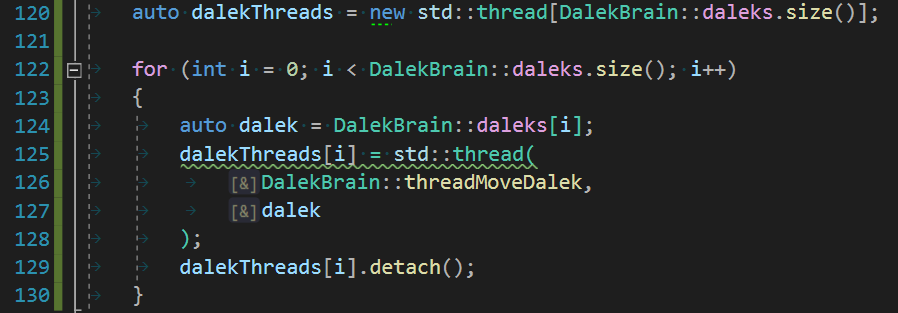 120 auto dalekThreads = new std::thread[DalekBrain::daleks.size()];
121
122 for (int i = 0; i < DalekBrain::daleks.size(); i++)
123 {
124 auto dalek = DalekBrain::daleks[i];
125 dalekThreads[i] = std::thread(
126 [&]DalekBrain::threadMoveDalek,
127 [&]dalek
128 );
129 dalekThreads[i].detach();
130 }